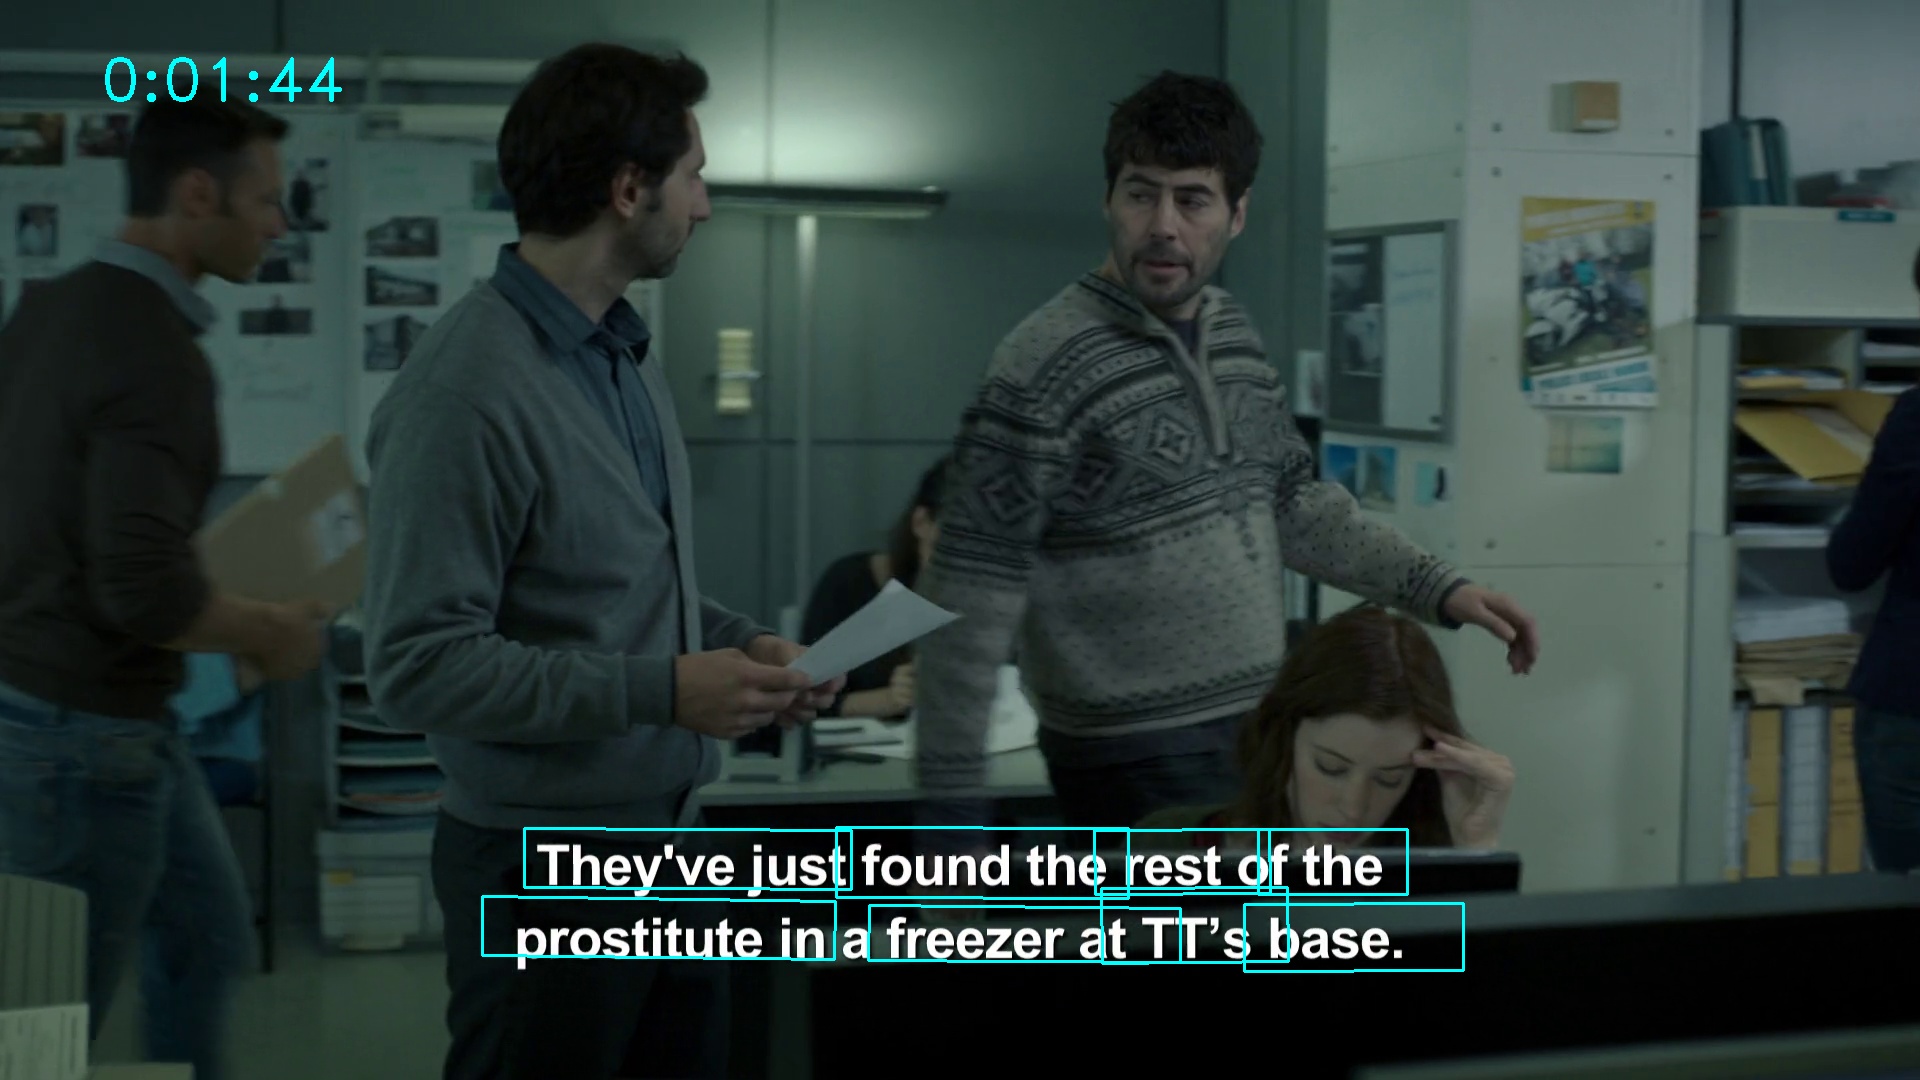 0:01:44
They've just found the rest of the
prostitute in a freezer at TT’s base.